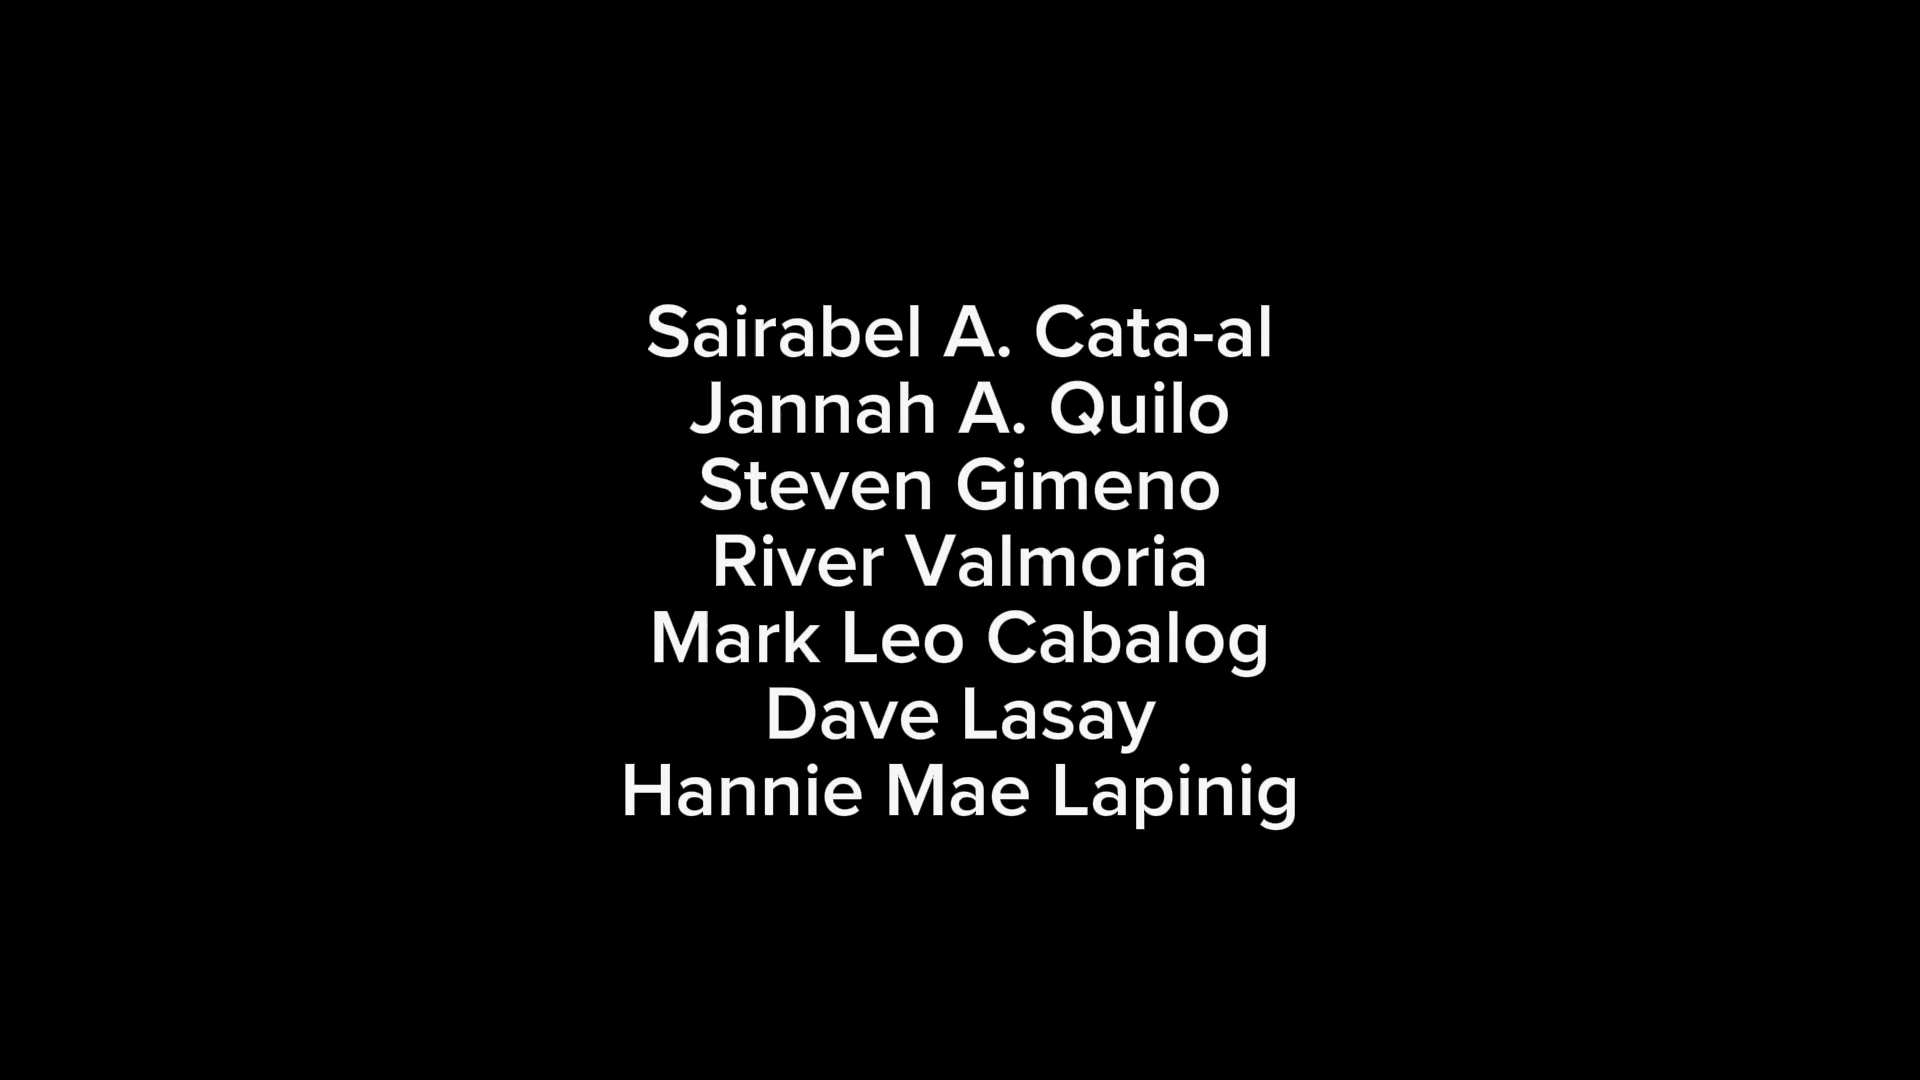 Sairabel A. Cata-al
Jannah A. Quilo
Steven Gimeno
River Valmoria
Mark Leo Cabalog
Dave Lasay
Hannie Mae Lapinig